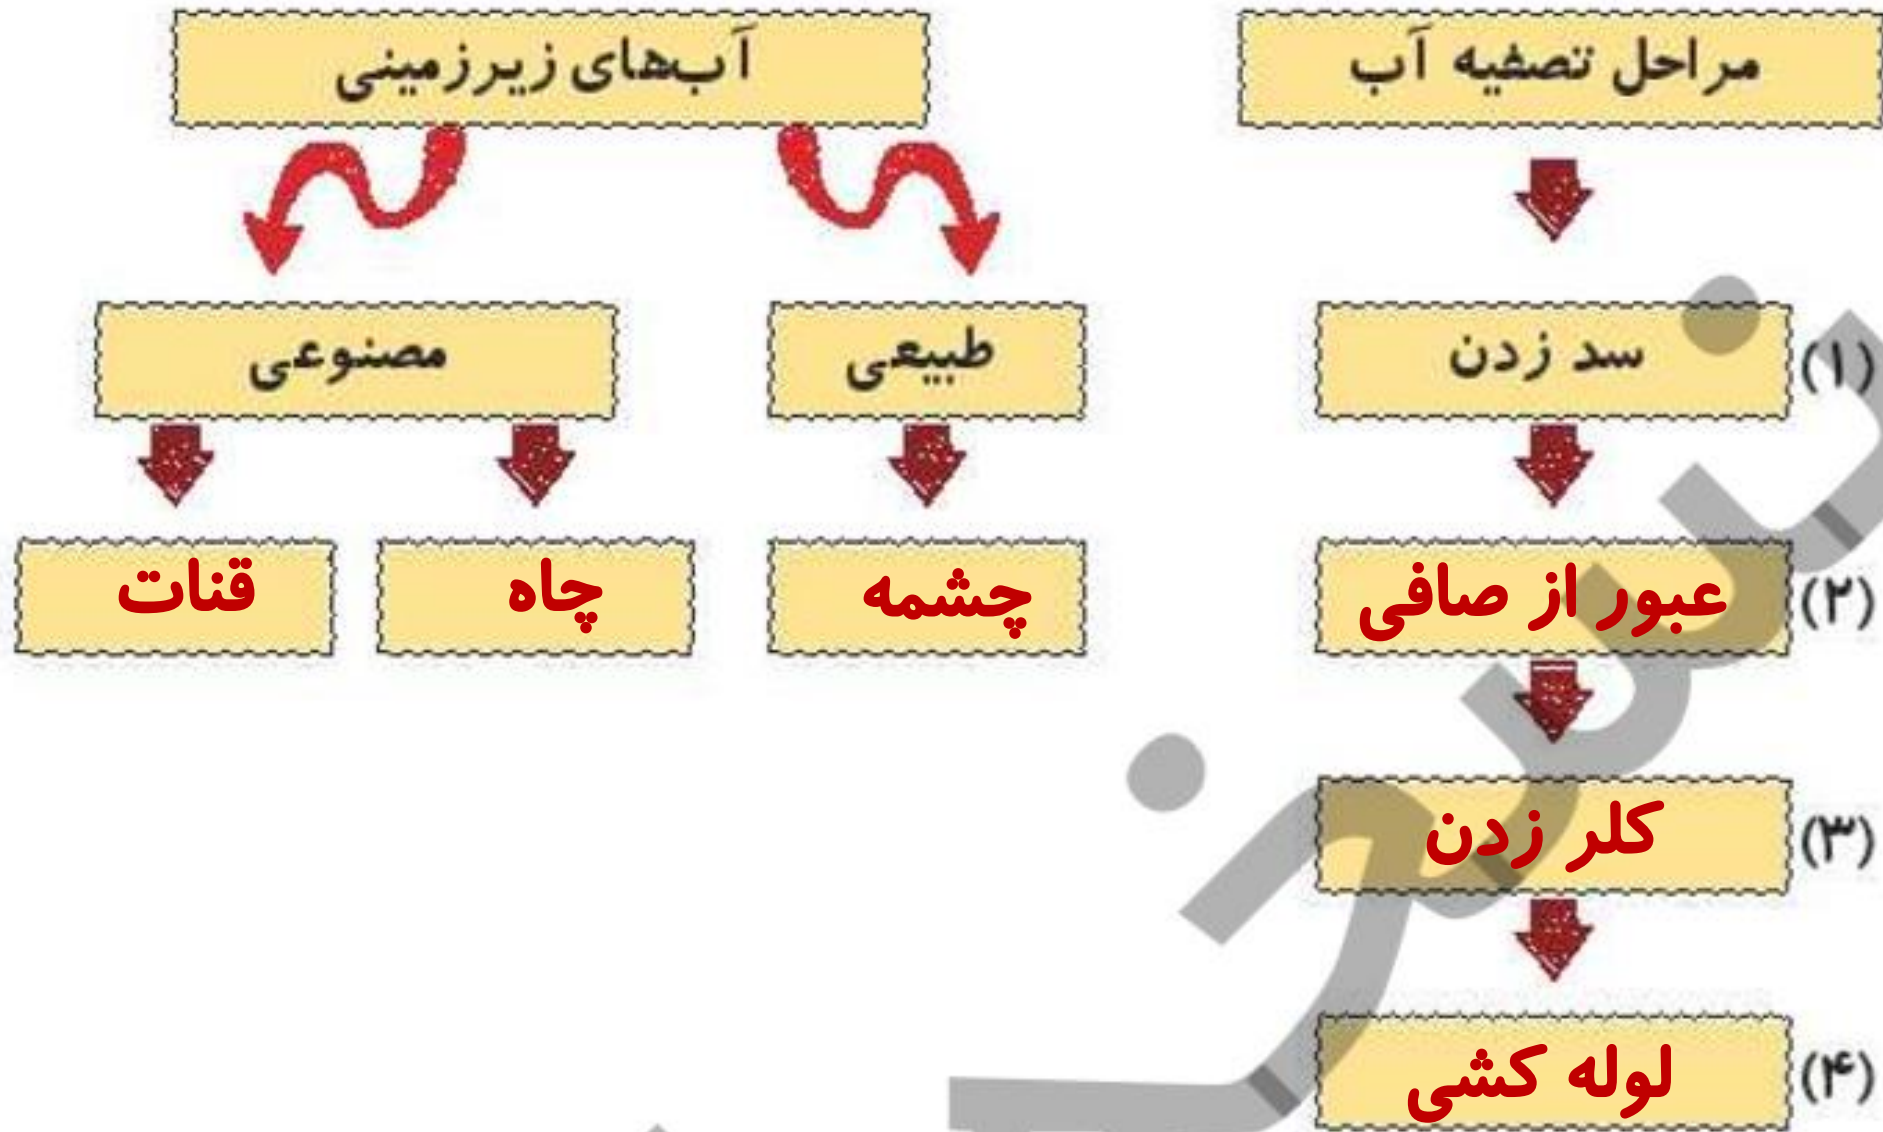 مراحل تصفیه آب
(۱) سد زدن
(۲) عبور از صافی
(۳) کلر زدن
(۴) لوله کشی
آب‌های زیرزمینی
طبیعی
مصنوعی
چشمه
چاه
قنات